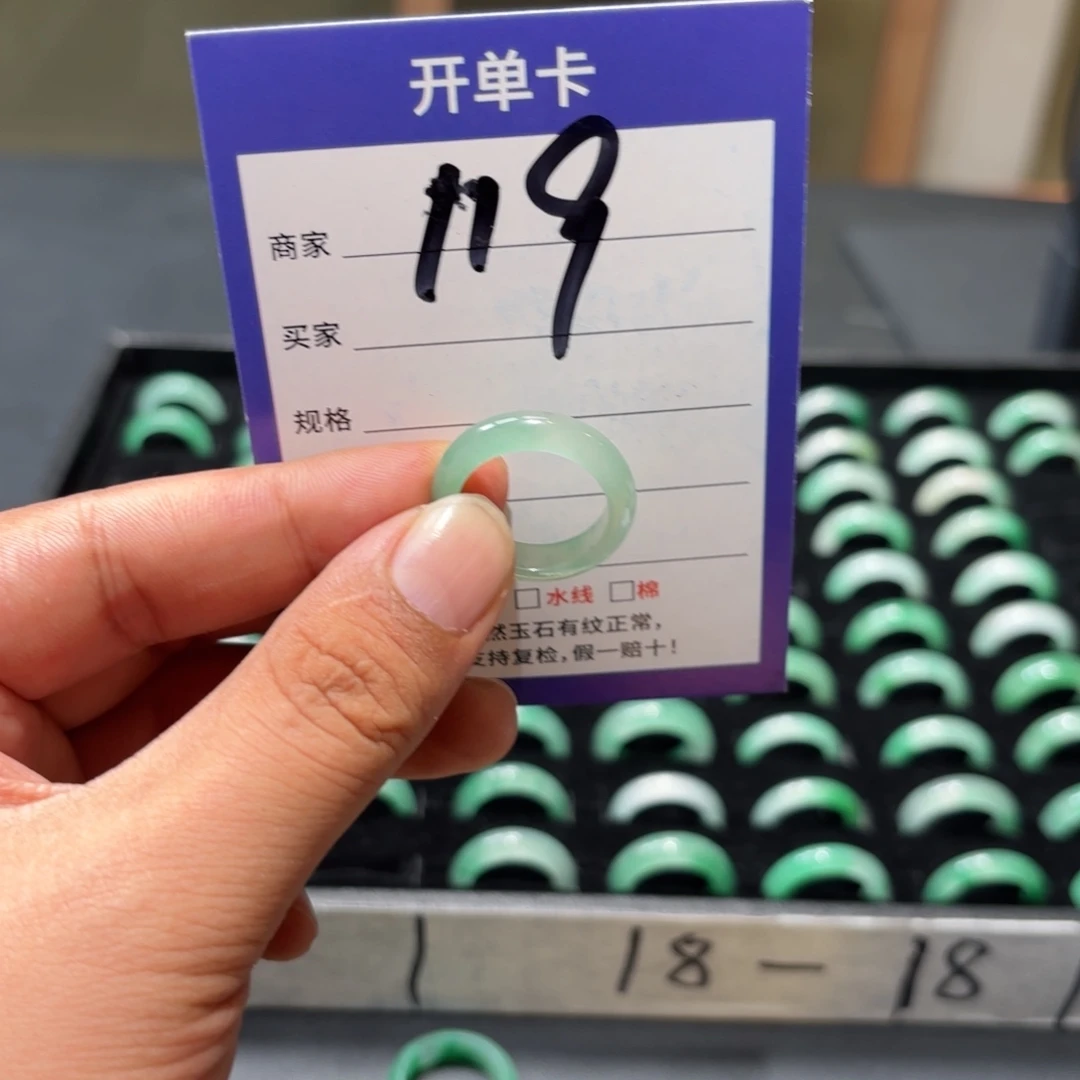 开单卡
119
商家
买家
规格
□水线 □棉
然玉石有纹正常，
支持复检，假一赔十！
18 — 18